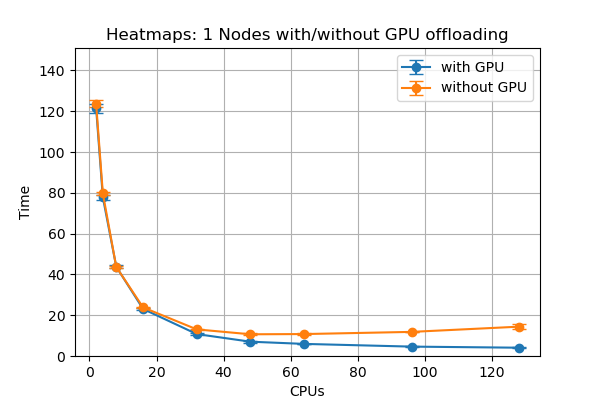 Heatmaps: 1 Nodes with/without GPU offloading
with GPU
without GPU
140
120
100
80
60
40
20
0
Time
0 20 40 60 80 100 120
CPUs